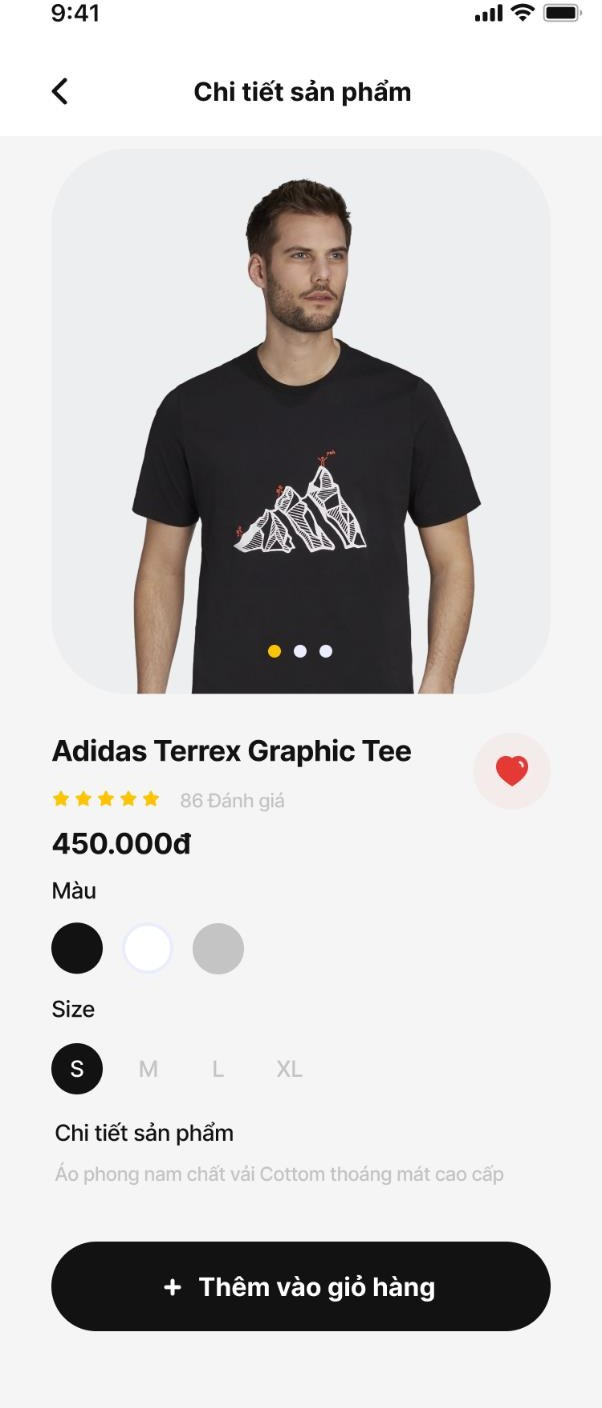 9:41
Chi tiết sản phẩm
Adidas Terrex Graphic Tee
86 Đánh giá
450.000đ
Màu
Size
S M L XL
Chi tiết sản phẩm
Áo phong nam chất vải Cottom thoáng mát cao cấp
+ Thêm vào giỏ hàng